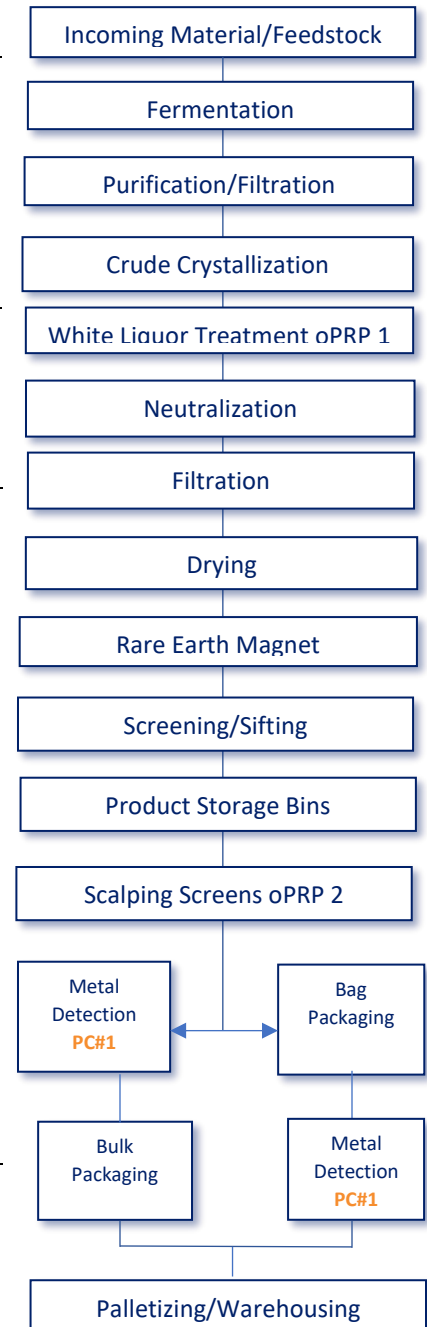 Incoming Material/Feedstock
Fermentation
Purification/Filtration
Crude Crystallization
White Liquor Treatment oPRP 1
Neutralization
Filtration
Drying
Rare Earth Magnet
Screening/Sifting
Product Storage Bins
Scalping Screens oPRP 2
Metal
Detection
PC#1
Bag
Packaging
Bulk
Packaging
Metal
Detection
PC#1
Palletizing/Warehousing